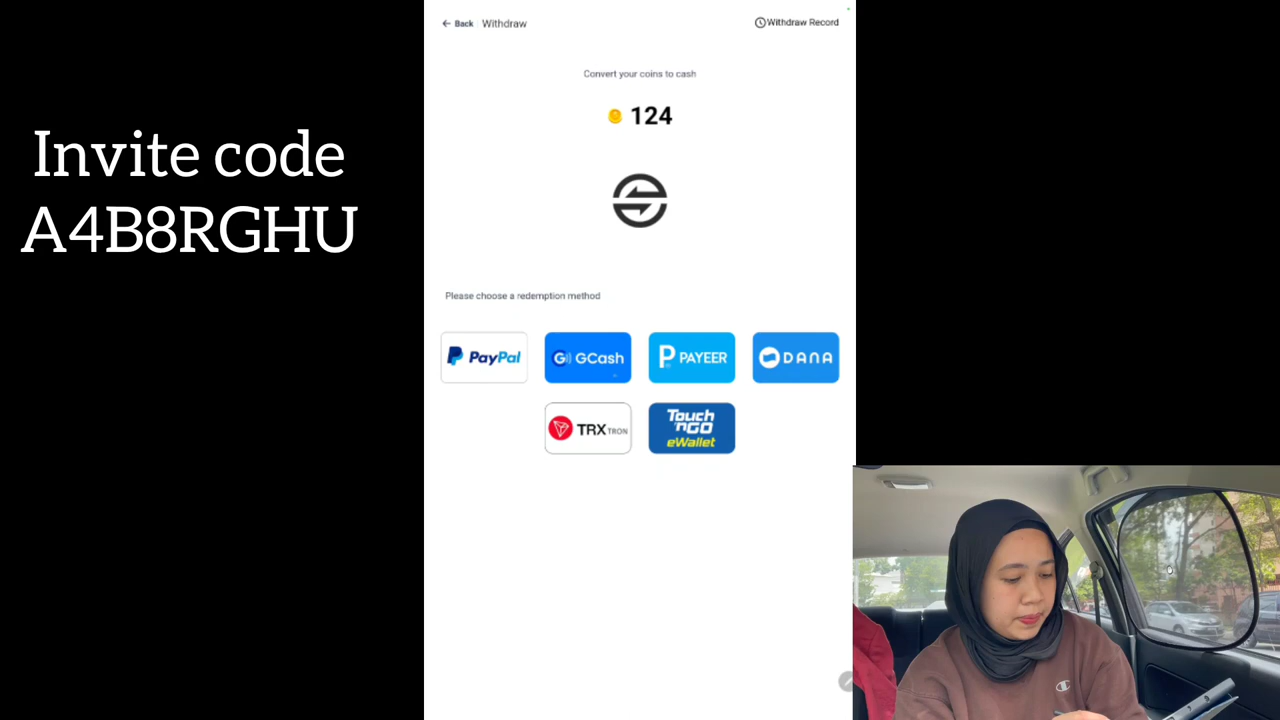 Invite code
A4B8RGHU
Back Withdraw
Withdraw Record
Convert your coins to cash
124
Please choose a redemption method
PayPal
GCash
PAYEER
DANA
TRX TRON
Touch
'nGO
eWallet